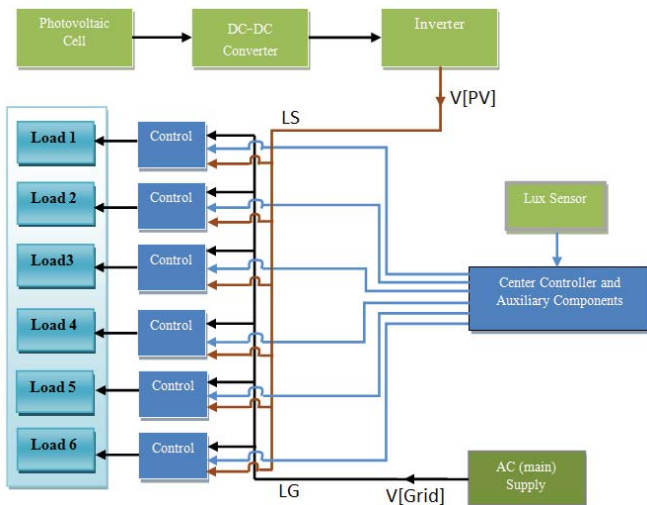 Photovoltaic
Cell
DC-DC
Converter
Inverter
V[PV]
LS
Load 1
Control
Load 2
Control
Lux Sensor
Load3
Control
Center Controller and
Auxiliary Components
Load 4
Control
Load 5
Control
Load 6
Control
AC (main)
Supply
LG
V[Grid]